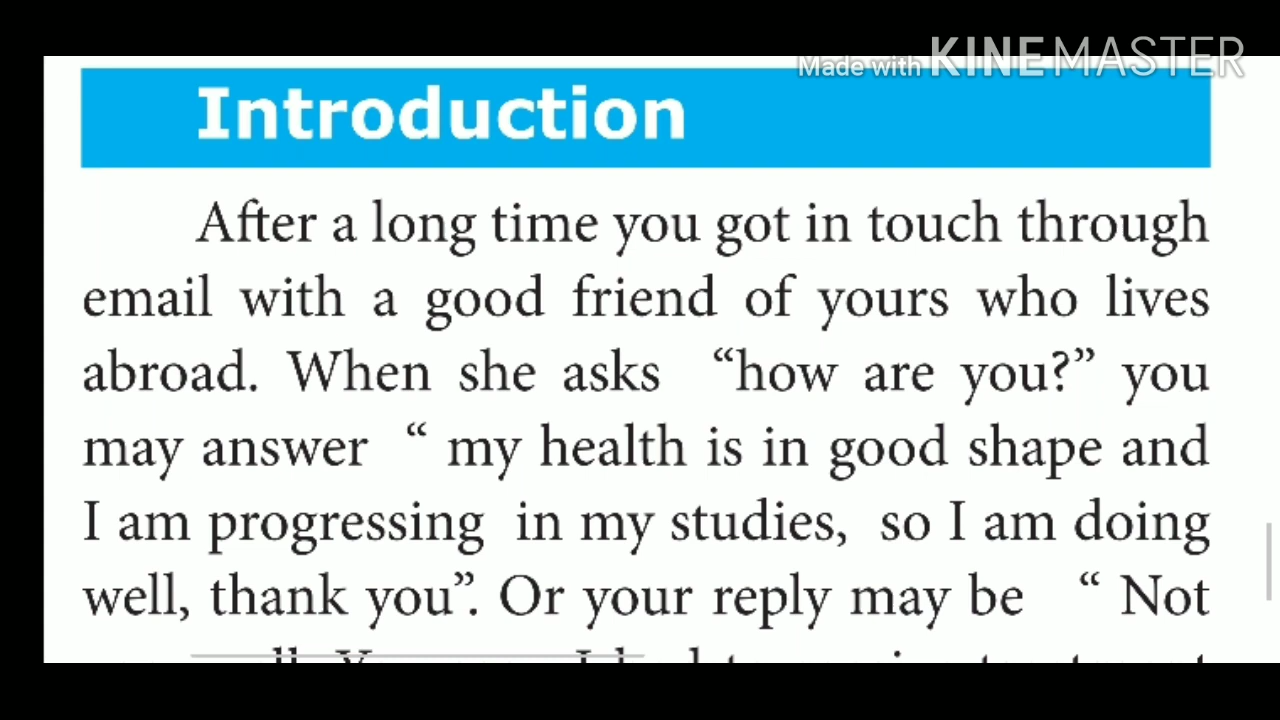 Made with KINEMASTER
Introduction
After a long time you got in touch through
email with a good friend of yours who lives
abroad. When she asks “how are you?” you
may answer “ my health is in good shape and
I am progressing in my studies, so I am doing
well, thank you”. Or your reply may be “ Not